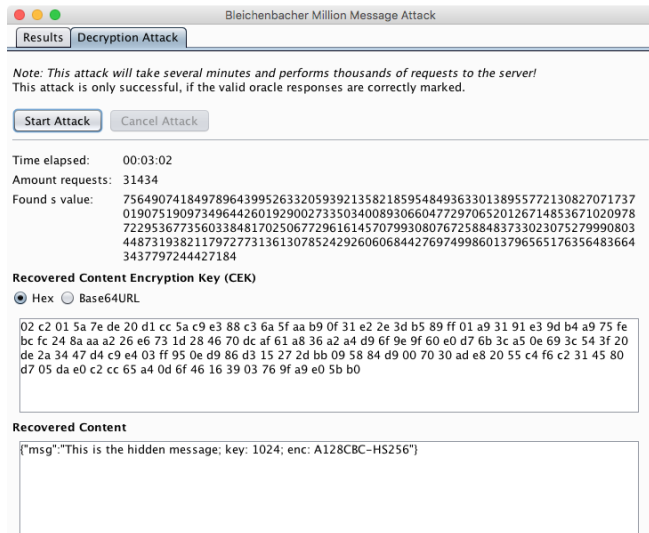 Bleichenbacher Million Message Attack
Results
Decryption Attack
Note: This attack will take several minutes and performs thousands of requests to the server!
This attack is only successful, if the valid oracle responses are correctly marked.
Start Attack
Cancel Attack
Time elapsed: 00:03:02
Amount requests: 31434
Found s value: 756490741849789643995263320593921358218595484936330138955772130827071737
019075190973496442601929002733503400893066047729706520126714853671020978
722953677356033848170250677296161457079930807672588483733023075279990803
448731938211797277313613078524292606068442769749986013796565176356483664
3437797244427184
Recovered Content Encryption Key (CEK)
Hex
Base64URL
02 c2 01 5a 7e de 20 d1 cc 5a c9 e3 88 c3 6a 5f aa b9 0f 31 e2 2e 3d b5 89 ff 01 a9 31 91 e3 9d b4 a9 75 fe
bc fc 24 8a aa a2 26 e6 73 1d 28 46 70 dc af 61 a8 36 a2 a4 d9 6f 9e 9f 60 e0 d7 6b 3c a5 0e 69 3c 54 3f 20
de 2a 34 47 d4 c9 e4 03 ff 95 0e d9 86 d3 15 27 2d bb 09 58 84 d9 00 70 30 ad e8 20 55 c4 f6 c2 31 45 80
d7 05 da e0 c2 cc 65 a4 0d 6f 46 16 39 03 76 9f a9 e0 5b b0
Recovered Content
{"msg":"This is the hidden message; key: 1024; enc: A128CBC-HS256"}